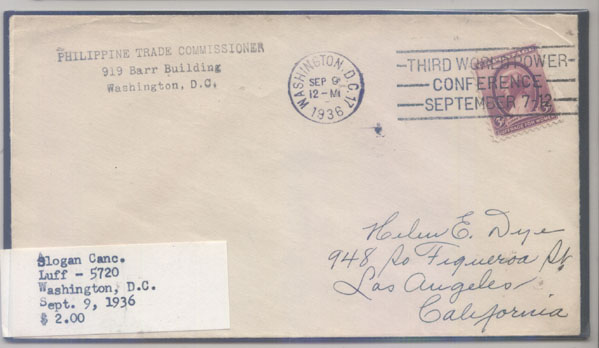 PHILIPPINE TRADE COMMISSIONER
919 Barr Building
Washington, D.C.
WASHINGTON, D.C. 17
SEP 9
12-M
1936
THIRD WORLD POWER
CONFERENCE
SEPTEMBER 7-12
3¢
Helen E. Dye
948 So Figueroa St.
Los Angeles
California
Slogan Canc.
Luff - 5720
Washington, D.C.
Sept. 9, 1936
$ 2.00